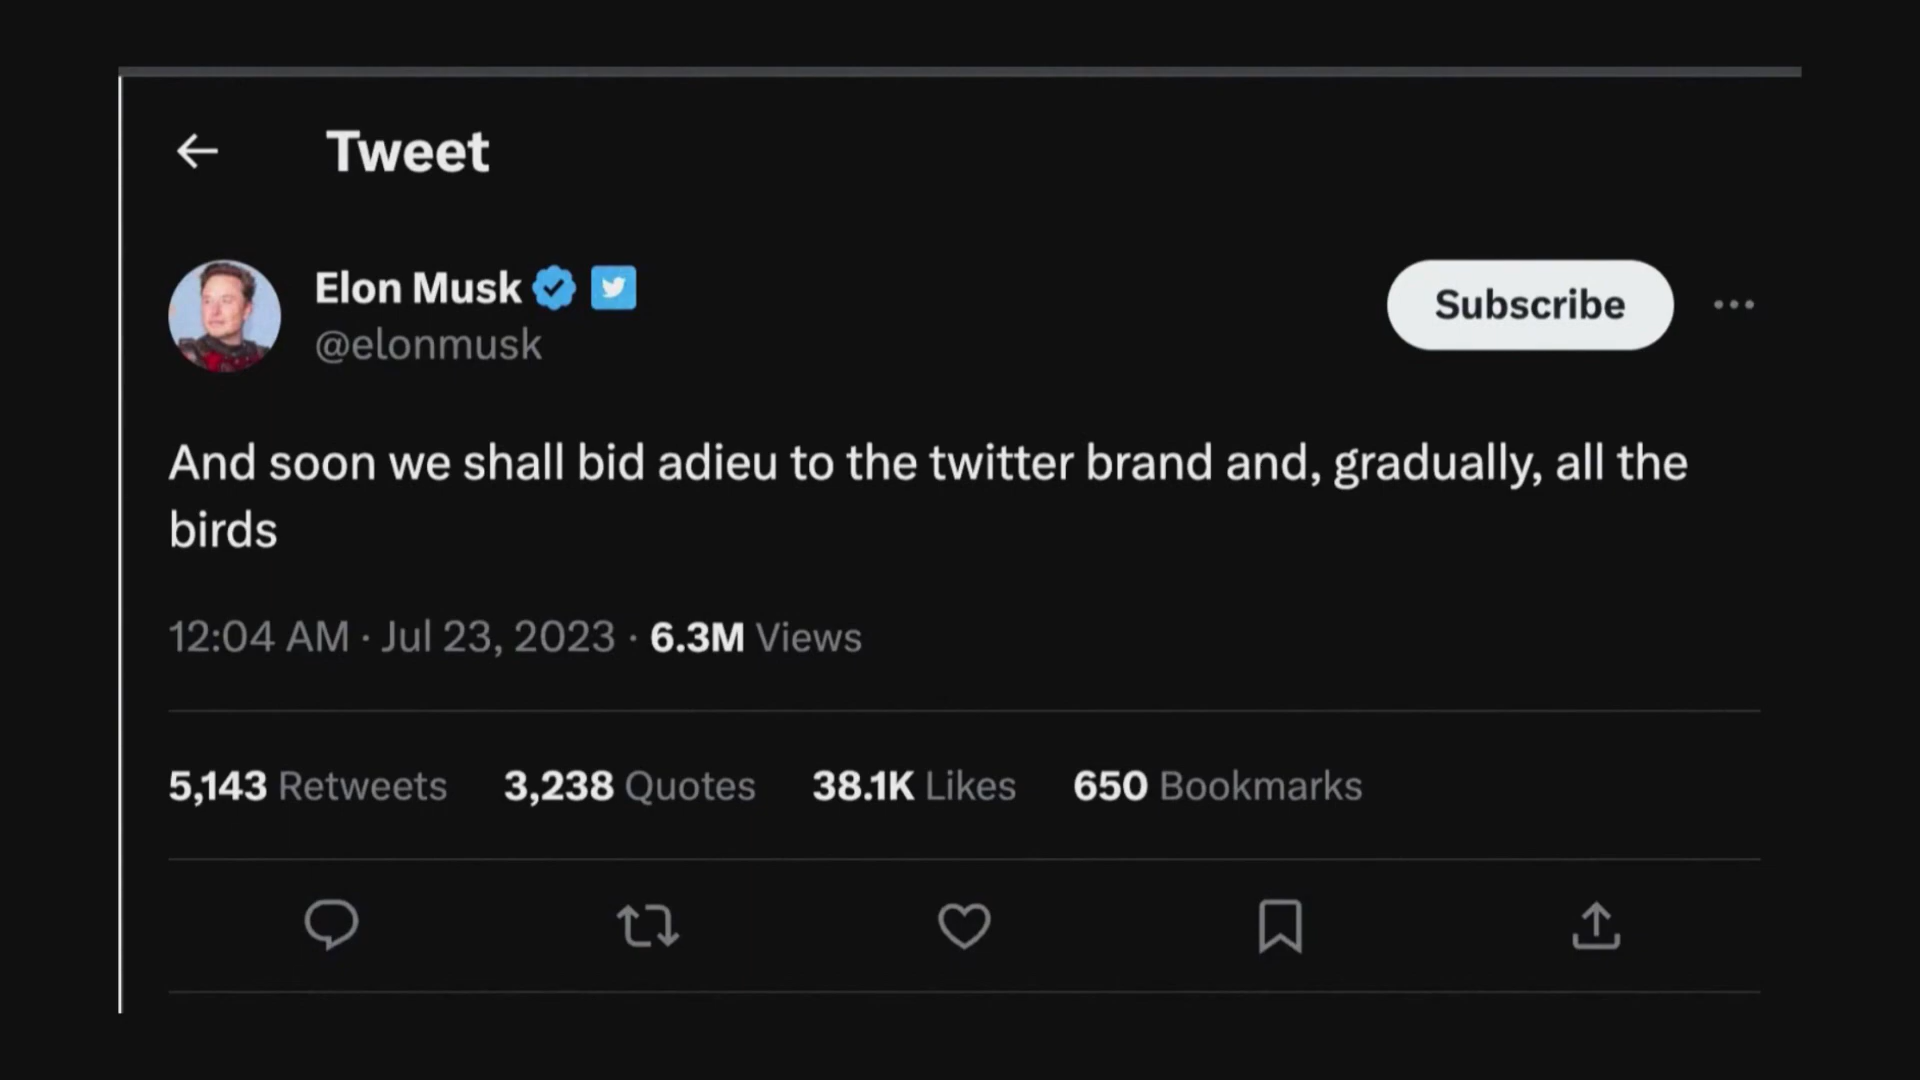 Tweet
Elon Musk
@elonmusk
Subscribe
And soon we shall bid adieu to the twitter brand and, gradually, all the
birds
12:04 AM · Jul 23, 2023 · 6.3M Views
5,143 Retweets 3,238 Quotes 38.1K Likes 650 Bookmarks